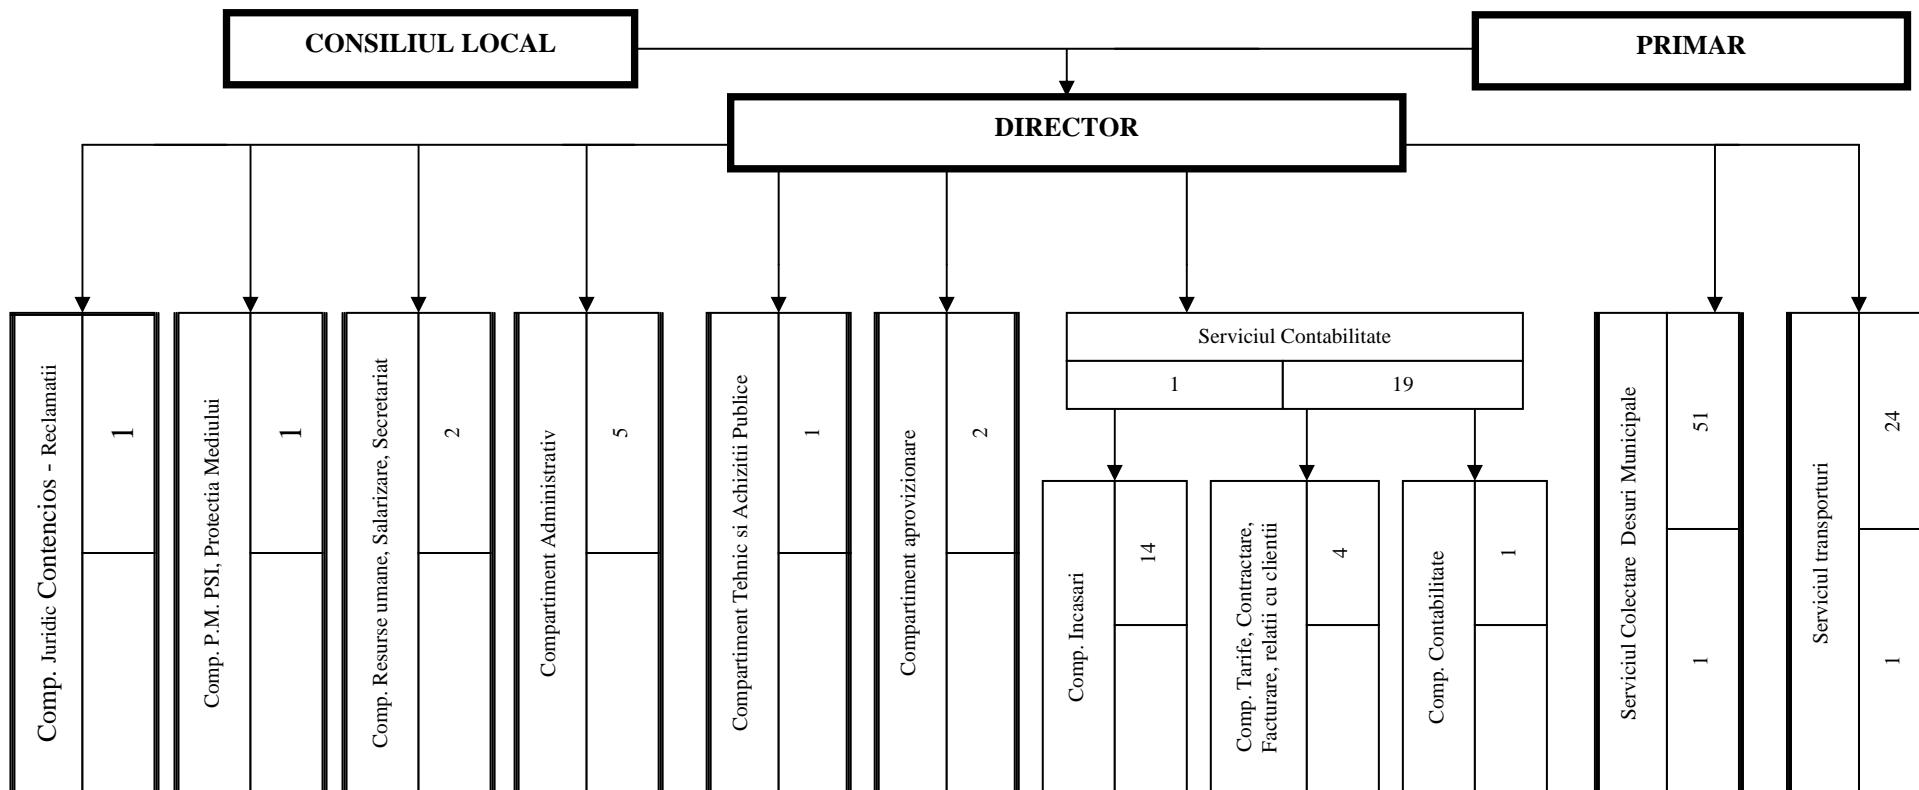 CONSILIUL LOCAL
PRIMAR
DIRECTOR
Comp. Juridic Contencios - Reclamatii
1
Comp. P.M. PSI, Protectia Mediului
1
Comp. Resurse umane, Salarizare, Secretariat
2
Compartiment Administrativ
5
Compartiment Tehnic si Achizitii Publice
1
Compartiment aprovizionare
2
Serviciul Contabilitate
1
19
Comp. Incasari
14
Comp. Tarife, Contractare,
Facturare, relatii cu clientii
4
Comp. Contabilitate
1
Serviciul Colectare Desuri Municipale
51
1
Serviciul transporturi
24
1